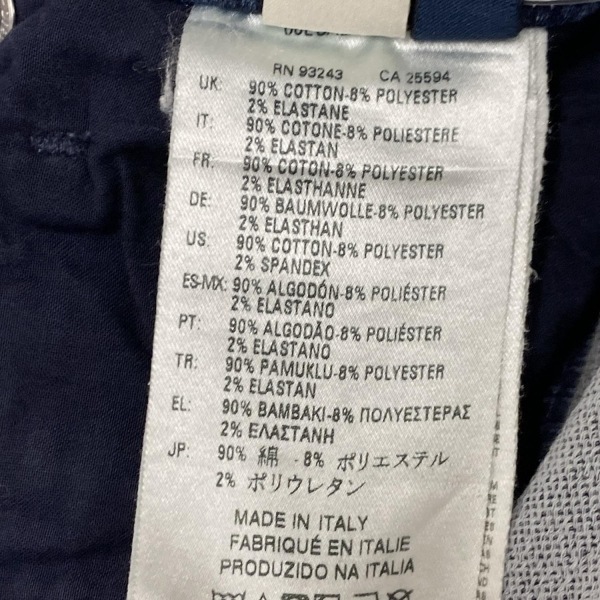 RN 93243 CA 25594
UK: 90% COTTON-8% POLYESTER
2% ELASTANE
IT: 90% COTONE-8% POLIESTERE
2% ELASTAN
FR: 90% COTON-8% POLYESTER
2% ELASTHANNE
DE: 90% BAUMWOLLE-8% POLYESTER
2% ELASTHAN
US: 90% COTTON-8% POLYESTER
2% SPANDEX
ES-MX: 90% ALGODÓN-8% POLIÉSTER
2% ELASTANO
PT: 90% ALGODÃO-8% POLIÉSTER
2% ELASTANO
TR: 90% PAMUKLU-8% POLYESTER
2% ELASTAN
EL: 90% ΒΑΜΒΑΚΙ-8% ΠΟΛΥΕΣΤΕΡΑΣ
2% ΕΛΑΣΤΑΝΗ
JP: 90% 綿 -8% ポリエステル
2% ポリウレタン
MADE IN ITALY
FABRIQUÉ EN ITALIE
PRODUZIDO NA ITALIA